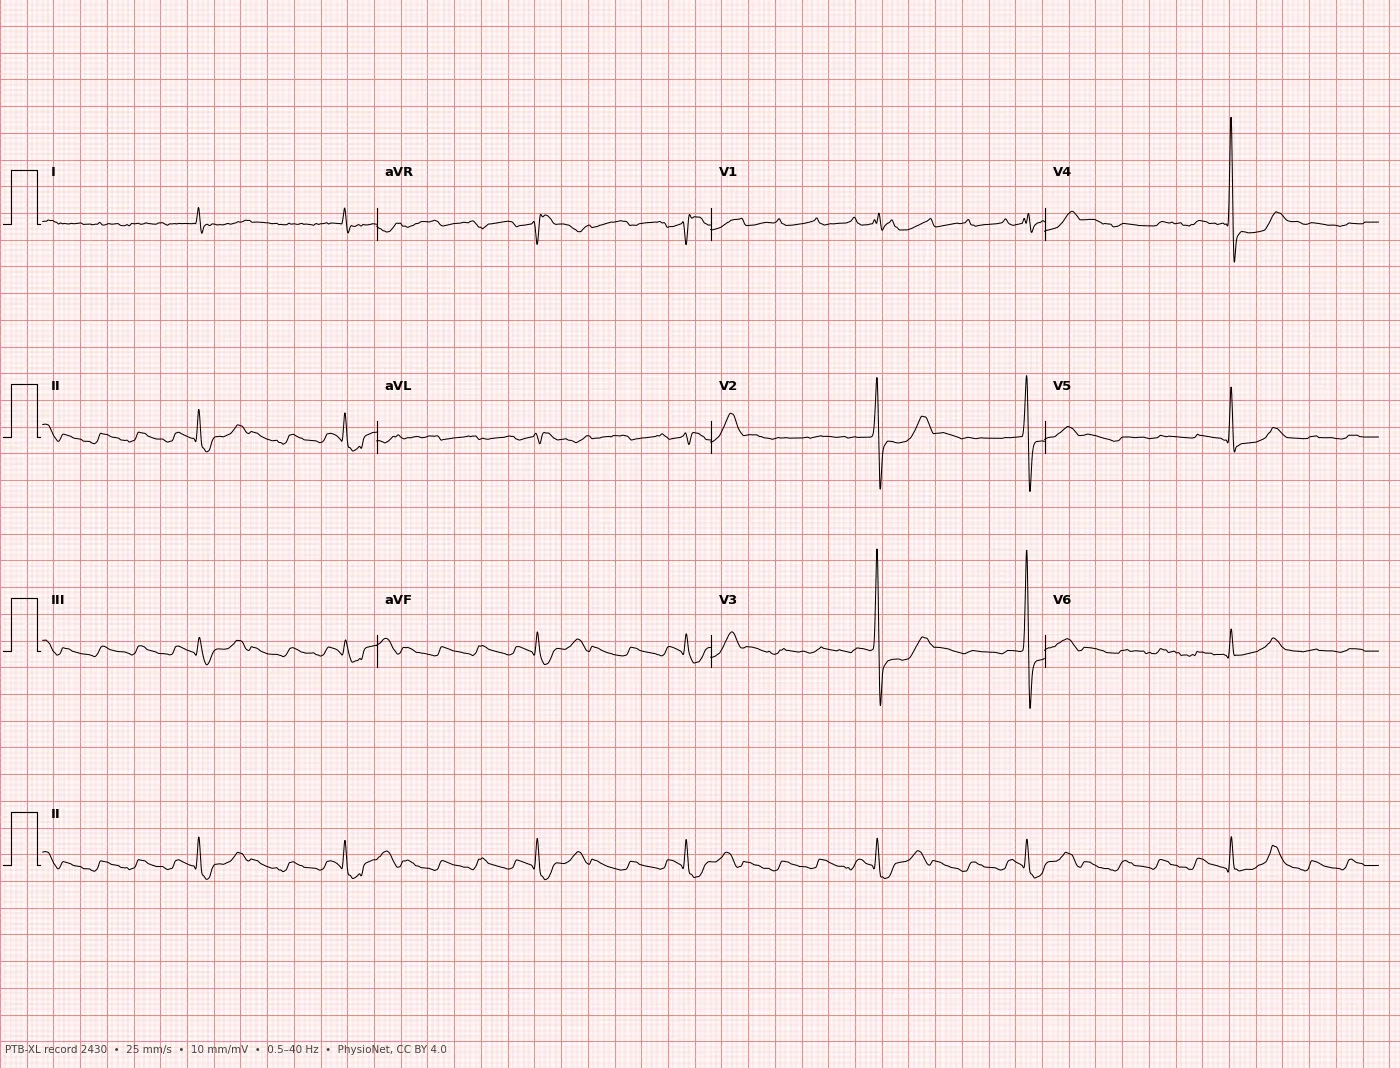 I aVR V1 V4
II aVL V2 V5
III aVF V3 V6
II
PTB-XL record 2430 • 25 mm/s • 10 mm/mV • 0.5–40 Hz • PhysioNet, CC BY 4.0